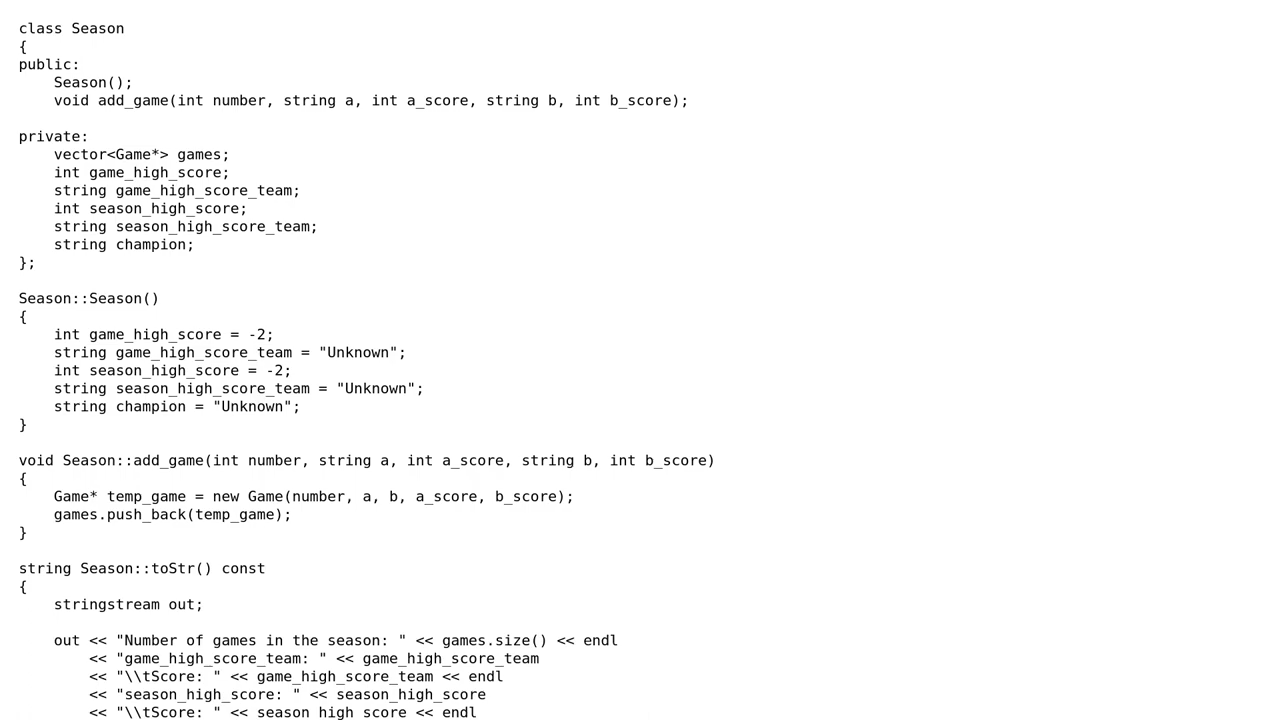 class Season
{
public:
    Season();
    void add_game(int number, string a, int a_score, string b, int b_score);

private:
    vector<Game*> games;
    int game_high_score;
    string game_high_score_team;
    int season_high_score;
    string season_high_score_team;
    string champion;
};

Season::Season()
{
    int game_high_score = -2;
    string game_high_score_team = "Unknown";
    int season_high_score = -2;
    string season_high_score_team = "Unknown";
    string champion = "Unknown";
}

void Season::add_game(int number, string a, int a_score, string b, int b_score)
{
    Game* temp_game = new Game(number, a, b, a_score, b_score);
    games.push_back(temp_game);
}

string Season::toStr() const
{
    stringstream out;

    out << "Number of games in the season: " << games.size() << endl
        << "game_high_score_team: " << game_high_score_team
        << "\\tScore: " << game_high_score_team << endl
        << "season_high_score: " << season_high_score
        << "\\tScore: " << season_high_score << endl